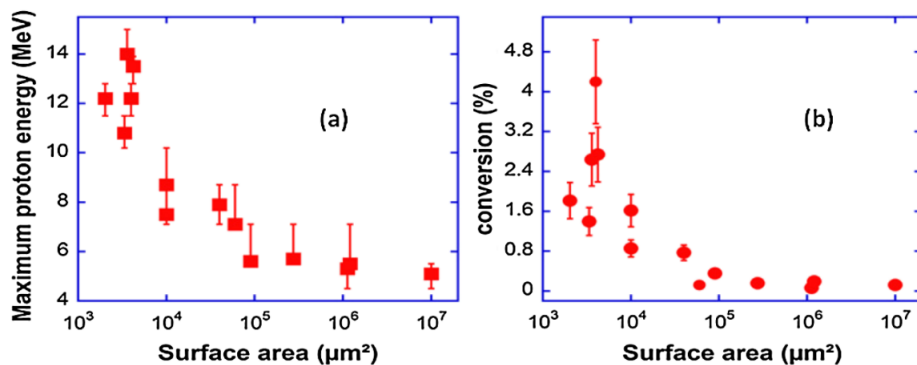 Maximum proton energy (MeV)
14
12
10
8
6
4
10³ 10⁴ 10⁵ 10⁶ 10⁷
Surface area (µm²)
(a)
conversion (%)
4.8
4
3.2
2.4
1.6
0.8
0
10³ 10⁴ 10⁵ 10⁶ 10⁷
Surface area (µm²)
(b)